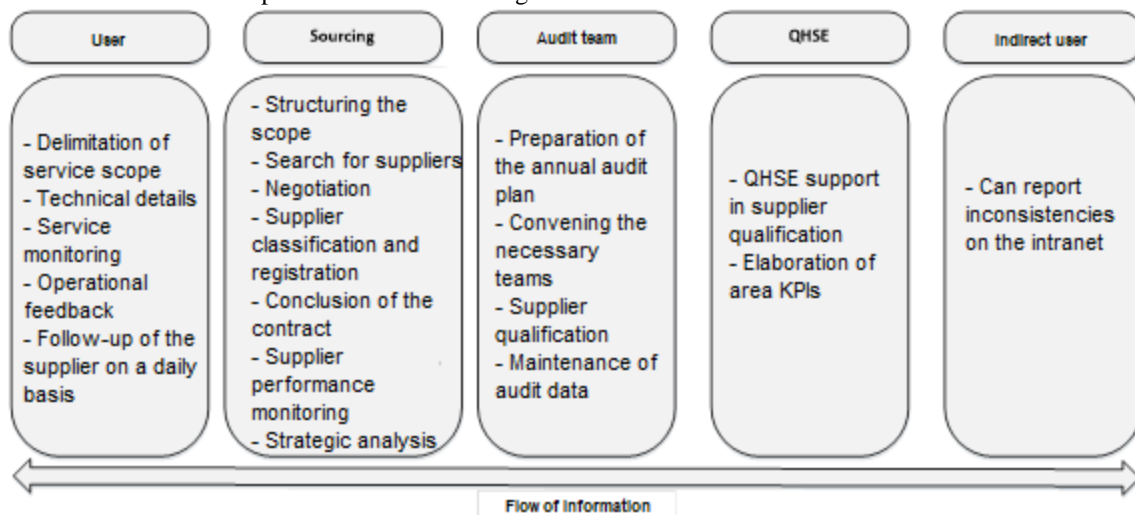 User
- Delimitation of
service scope
- Technical details
- Service
monitoring
- Operational
feedback
- Follow-up of the
supplier on a daily
basis
Sourcing
- Structuring the
scope
- Search for suppliers
- Negotiation
- Supplier
classification and
registration
- Conclusion of the
contract
- Supplier
performance
monitoring
- Strategic analysis
Audit team
- Preparation of
the annual audit
plan
- Convening the
necessary
teams
- Supplier
qualification
- Maintenance of
audit data
QHSE
- QHSE support
in supplier
qualification
- Elaboration of
area KPIs
Indirect user
- Can report
inconsistencies
on the intranet
Flow of information